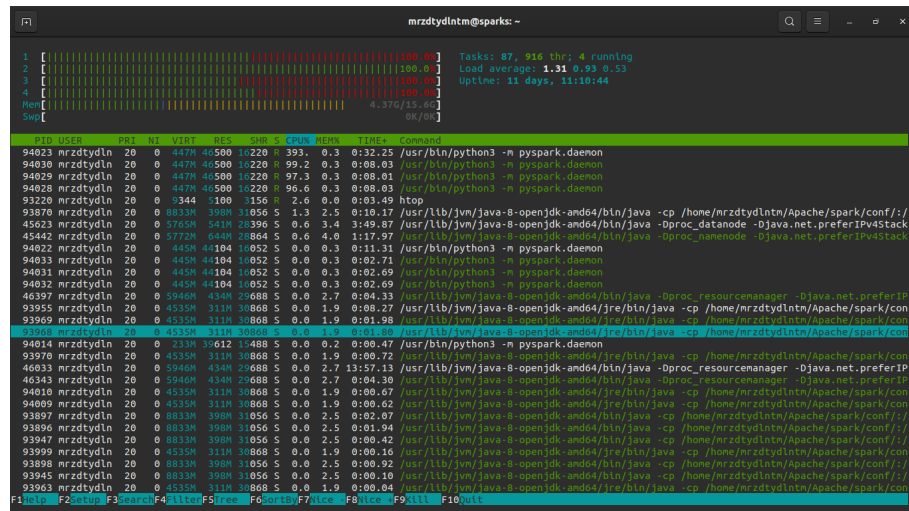 mrzdtydlntm@sparks: ~
1 [100.0%] Tasks: 87, 916 thr; 4 running
2 [100.0%] Load average: 1.31 0.93 0.53
3 [100.0%] Uptime: 11 days, 11:10:44
4 [100.0%]
Mem[4.37G/15.6G]
Swp[0K/0K]
PID USER PRI NI VIRT RES SHR S CPU% MEM% TIME+ Command
94023 mrzdtydln 20 0 447M 46500 16220 R 393. 0.3 0:32.25 /usr/bin/python3 -m pyspark.daemon
94030 mrzdtydln 20 0 447M 46500 16220 R 99.2 0.3 0:08.03 /usr/bin/python3 -m pyspark.daemon
94029 mrzdtydln 20 0 447M 46500 16220 R 97.3 0.3 0:08.01 /usr/bin/python3 -m pyspark.daemon
94028 mrzdtydln 20 0 447M 46500 16220 R 96.6 0.3 0:08.03 /usr/bin/python3 -m pyspark.daemon
93220 mrzdtydln 20 0 9344 5100 3156 R 2.6 0.0 0:03.49 htop
93870 mrzdtydln 20 0 8833M 398M 31056 S 1.3 2.5 0:10.17 /usr/lib/jvm/java-8-openjdk-amd64/bin/java -cp /home/mrzdtydlntm/Apache/spark/conf/:/
45623 mrzdtydln 20 0 5765M 541M 28396 S 0.6 3.4 3:49.87 /usr/lib/jvm/java-8-openjdk-amd64/bin/java -Dproc_datanode -Djava.net.preferIPv4Stack
45442 mrzdtydln 20 0 5772M 644M 28864 S 0.6 4.0 1:17.97 /usr/lib/jvm/java-8-openjdk-amd64/bin/java -Dproc_namenode -Djava.net.preferIPv4Stack
94022 mrzdtydln 20 0 445M 44104 16052 S 0.0 0.3 0:11.31 /usr/bin/python3 -m pyspark.daemon
94033 mrzdtydln 20 0 445M 44104 16052 S 0.0 0.3 0:02.71 /usr/bin/python3 -m pyspark.daemon
94031 mrzdtydln 20 0 445M 44104 16052 S 0.0 0.3 0:02.69 /usr/bin/python3 -m pyspark.daemon
94032 mrzdtydln 20 0 445M 44104 16052 S 0.0 0.3 0:02.69 /usr/bin/python3 -m pyspark.daemon
46397 mrzdtydln 20 0 5946M 434M 29688 S 0.0 2.7 0:04.33 /usr/lib/jvm/java-8-openjdk-amd64/bin/java -Dproc_resourcemanager -Djava.net.preferIP
93955 mrzdtydln 20 0 4535M 311M 30868 S 0.0 1.9 0:08.27 /usr/lib/jvm/java-8-openjdk-amd64/jre/bin/java -cp /home/mrzdtydlntm/Apache/spark/con
93969 mrzdtydln 20 0 4535M 311M 30868 S 0.0 1.9 0:01.98 /usr/lib/jvm/java-8-openjdk-amd64/jre/bin/java -cp /home/mrzdtydlntm/Apache/spark/con
93968 mrzdtydln 20 0 4535M 311M 30868 S 0.0 1.9 0:01.80 /usr/lib/jvm/java-8-openjdk-amd64/jre/bin/java -cp /home/mrzdtydlntm/Apache/spark/con
94014 mrzdtydln 20 0 233M 39612 15488 S 0.0 0.2 0:00.47 /usr/bin/python3 -m pyspark.daemon
93970 mrzdtydln 20 0 4535M 311M 30868 S 0.0 1.9 0:00.72 /usr/lib/jvm/java-8-openjdk-amd64/jre/bin/java -cp /home/mrzdtydlntm/Apache/spark/con
46033 mrzdtydln 20 0 5946M 434M 29688 S 0.0 2.7 13:57.13 /usr/lib/jvm/java-8-openjdk-amd64/bin/java -Dproc_resourcemanager -Djava.net.preferIP
46343 mrzdtydln 20 0 5946M 434M 29688 S 0.0 2.7 0:04.30 /usr/lib/jvm/java-8-openjdk-amd64/bin/java -Dproc_resourcemanager -Djava.net.preferIP
94010 mrzdtydln 20 0 4535M 311M 30868 S 0.0 1.9 0:00.67 /usr/lib/jvm/java-8-openjdk-amd64/jre/bin/java -cp /home/mrzdtydlntm/Apache/spark/con
94009 mrzdtydln 20 0 4535M 311M 30868 S 0.0 1.9 0:00.62 /usr/lib/jvm/java-8-openjdk-amd64/jre/bin/java -cp /home/mrzdtydlntm/Apache/spark/con
93897 mrzdtydln 20 0 8833M 398M 31056 S 0.0 2.5 0:02.07 /usr/lib/jvm/java-8-openjdk-amd64/bin/java -cp /home/mrzdtydlntm/Apache/spark/conf/:/
93896 mrzdtydln 20 0 8833M 398M 31056 S 0.0 2.5 0:01.94 /usr/lib/jvm/java-8-openjdk-amd64/bin/java -cp /home/mrzdtydlntm/Apache/spark/conf/:/
93947 mrzdtydln 20 0 8833M 398M 31056 S 0.0 2.5 0:00.42 /usr/lib/jvm/java-8-openjdk-amd64/bin/java -cp /home/mrzdtydlntm/Apache/spark/conf/:/
93999 mrzdtydln 20 0 4535M 311M 30868 S 0.0 1.9 0:00.16 /usr/lib/jvm/java-8-openjdk-amd64/jre/bin/java -cp /home/mrzdtydlntm/Apache/spark/con
93898 mrzdtydln 20 0 8833M 398M 31056 S 0.0 2.5 0:00.92 /usr/lib/jvm/java-8-openjdk-amd64/bin/java -cp /home/mrzdtydlntm/Apache/spark/conf/:/
93945 mrzdtydln 20 0 8833M 398M 31056 S 0.0 2.5 0:00.10 /usr/lib/jvm/java-8-openjdk-amd64/bin/java -cp /home/mrzdtydlntm/Apache/spark/conf/:/
93963 mrzdtydln 20 0 4535M 311M 30868 S 0.0 1.9 0:00.04 /usr/lib/jvm/java-8-openjdk-amd64/jre/bin/java -cp /home/mrzdtydlntm/Apache/spark/con
F1Help F2Setup F3SearchF4FilterF5Tree F6SortByF7Nice -F8Nice +F9Kill F10Quit